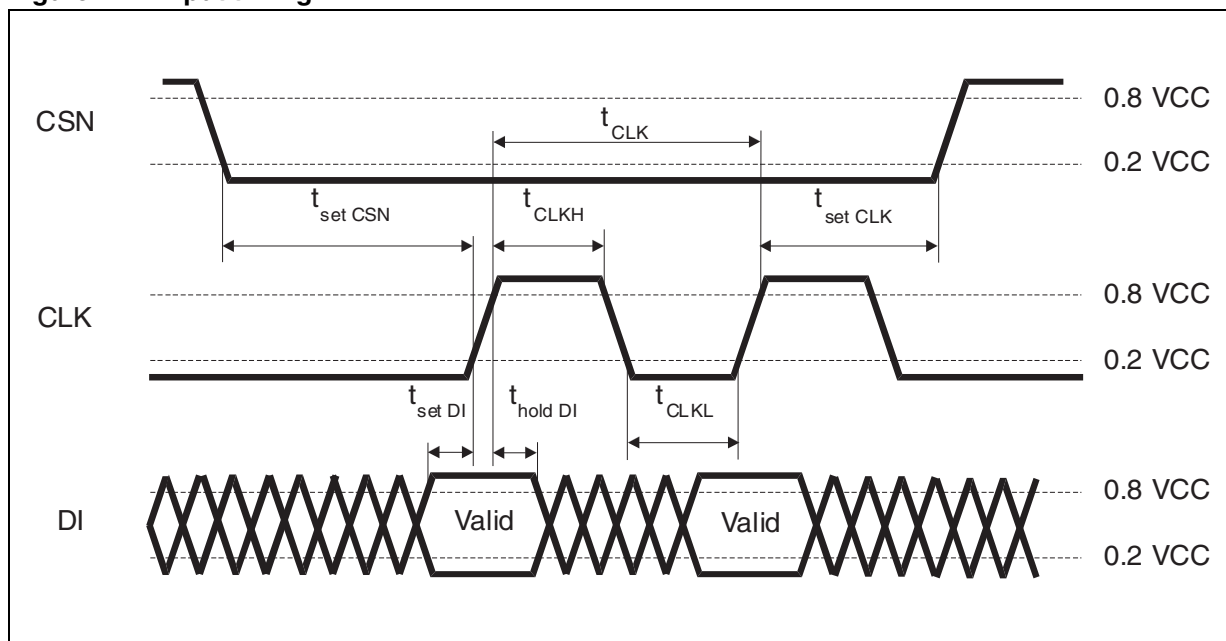 CSN
0.8 VCC
t CLK
0.2 VCC
t set CSN
t CLKH
t set CLK
CLK
0.8 VCC
0.2 VCC
t set DI
t hold DI
t CLKL
DI
0.8 VCC
Valid
Valid
0.2 VCC